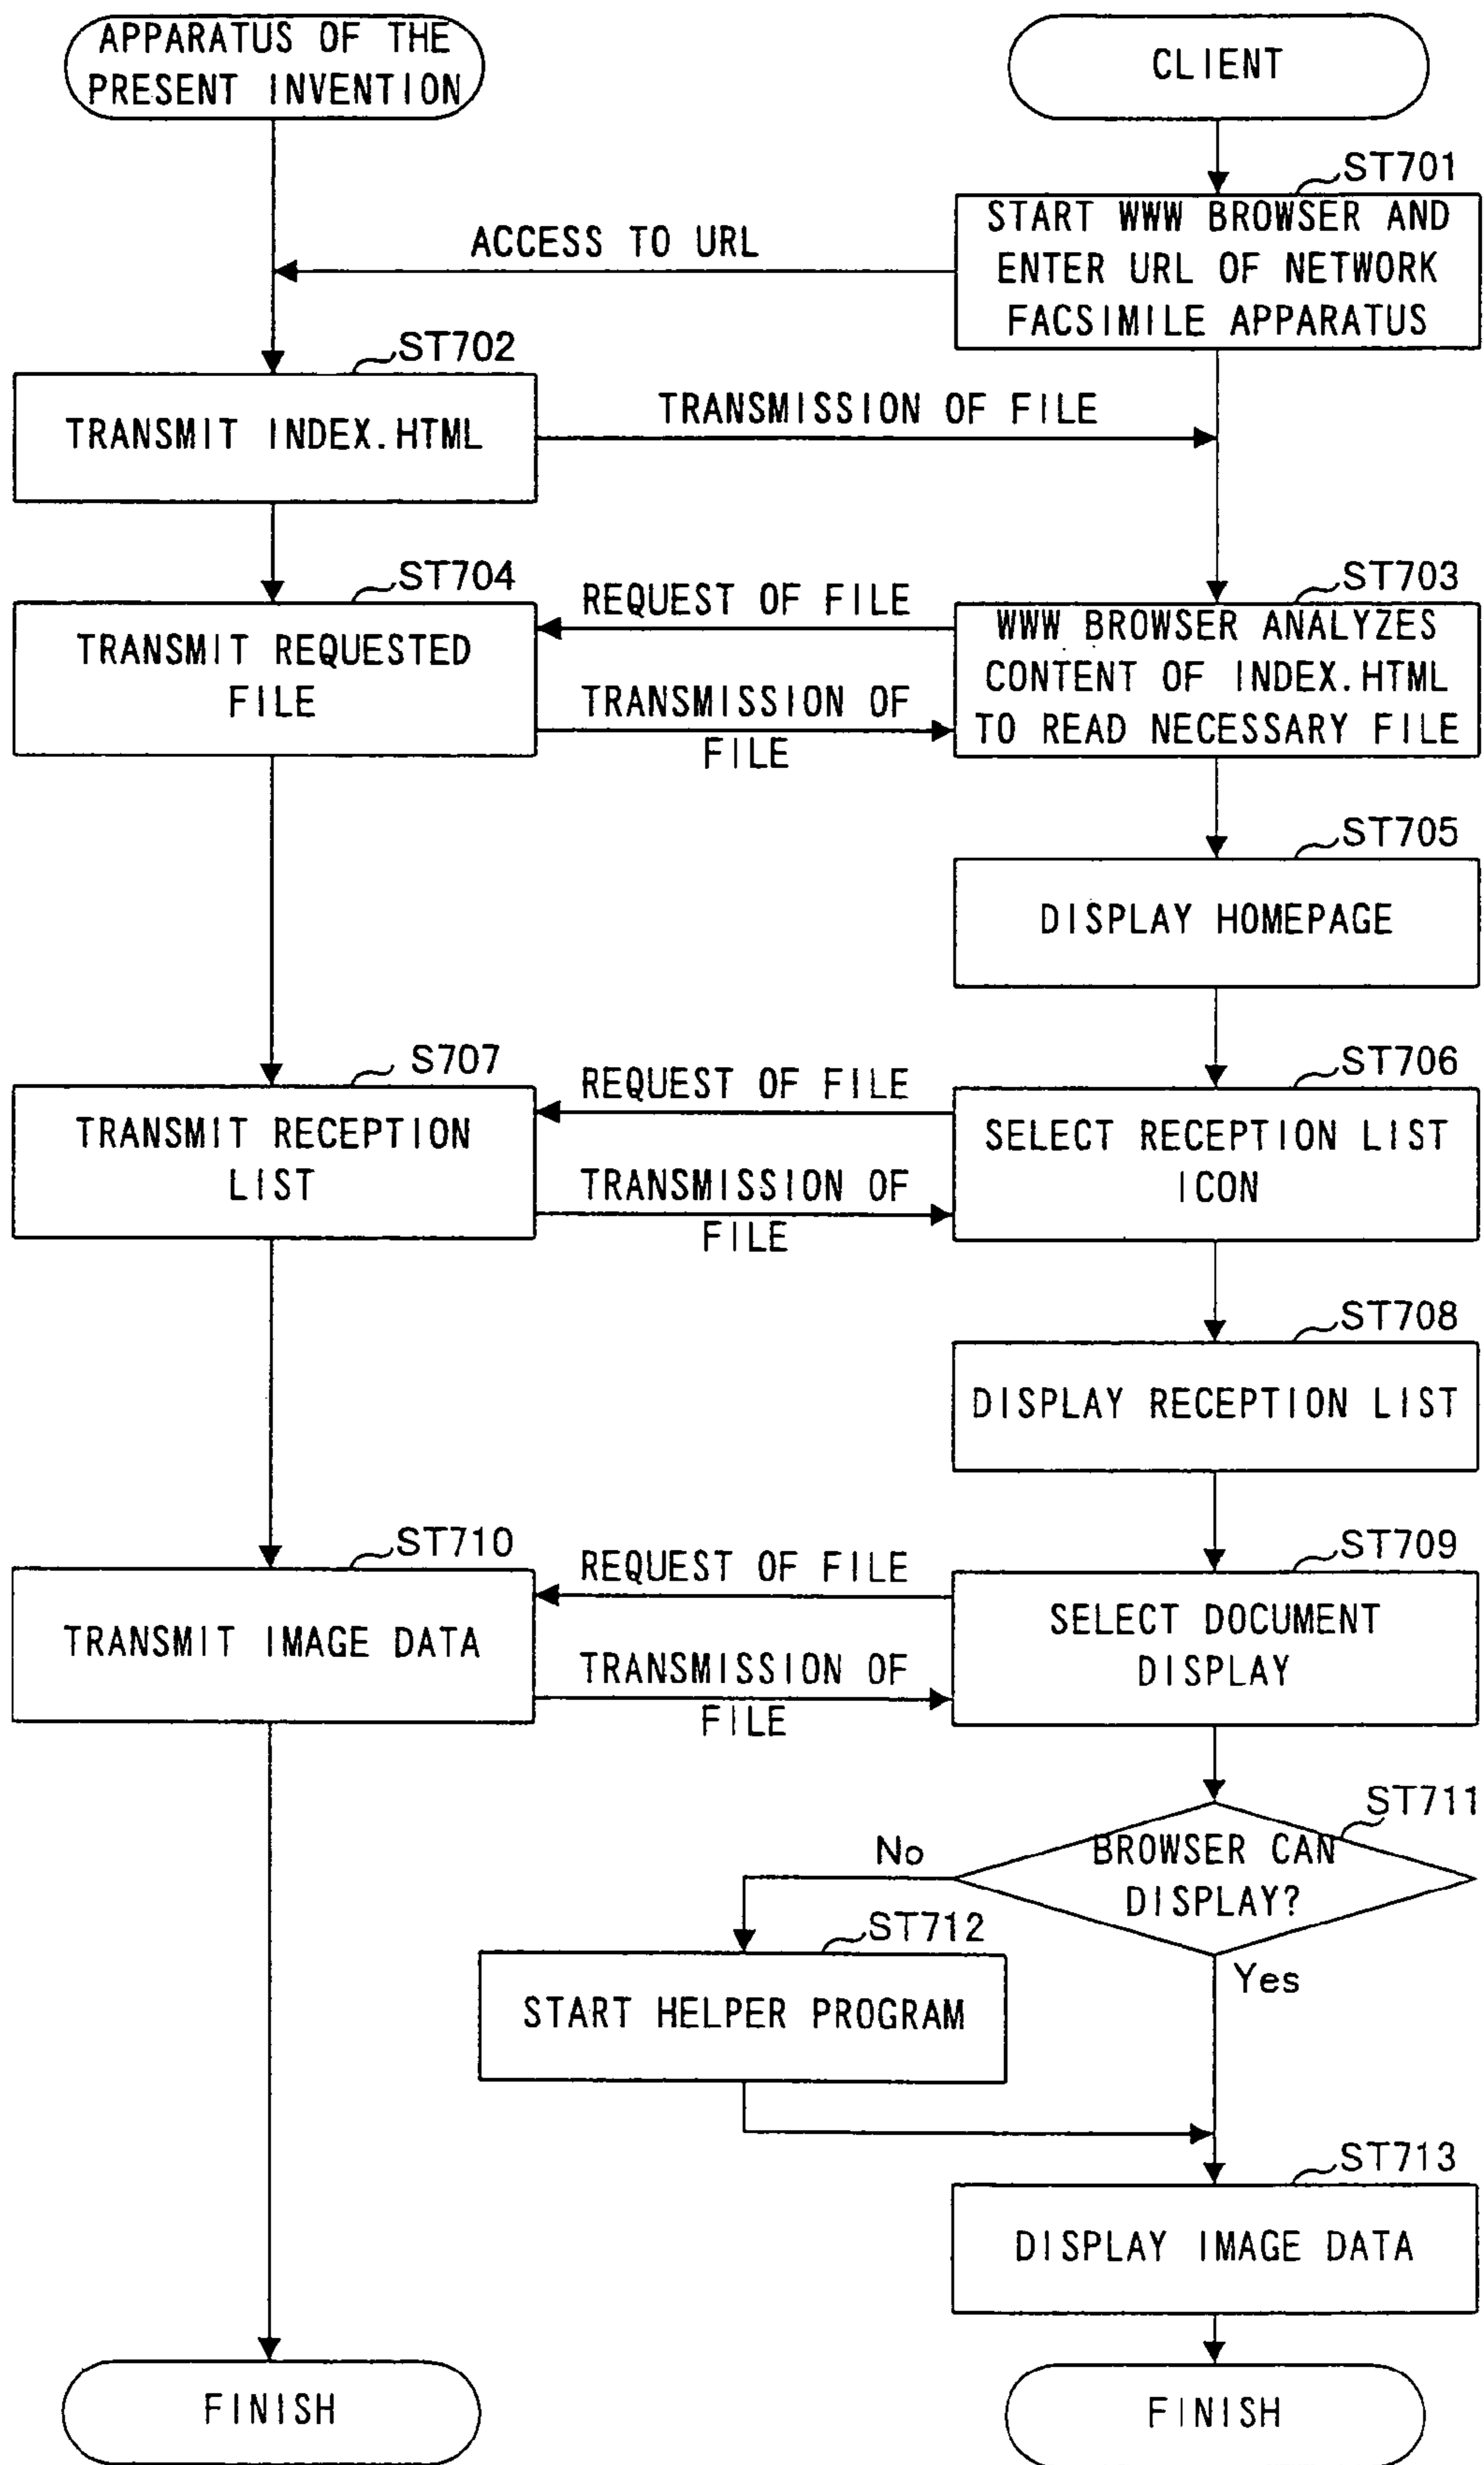 APPARATUS OF THE
PRESENT INVENTION
CLIENT
ST701
START WWW BROWSER AND
ENTER URL OF NETWORK
FACSIMILE APPARATUS
ACCESS TO URL
ST702
TRANSMIT INDEX.HTML
TRANSMISSION OF FILE
ST704
TRANSMIT REQUESTED
FILE
REQUEST OF FILE
TRANSMISSION OF
FILE
ST703
WWW BROWSER ANALYZES
CONTENT OF INDEX.HTML
TO READ NECESSARY FILE
ST705
DISPLAY HOMEPAGE
S707
TRANSMIT RECEPTION
LIST
REQUEST OF FILE
TRANSMISSION OF
FILE
ST706
SELECT RECEPTION LIST
ICON
ST708
DISPLAY RECEPTION LIST
ST710
TRANSMIT IMAGE DATA
REQUEST OF FILE
TRANSMISSION OF
FILE
ST709
SELECT DOCUMENT
DISPLAY
ST711
BROWSER CAN
DISPLAY?
No
Yes
ST712
START HELPER PROGRAM
ST713
DISPLAY IMAGE DATA
FINISH
FINISH